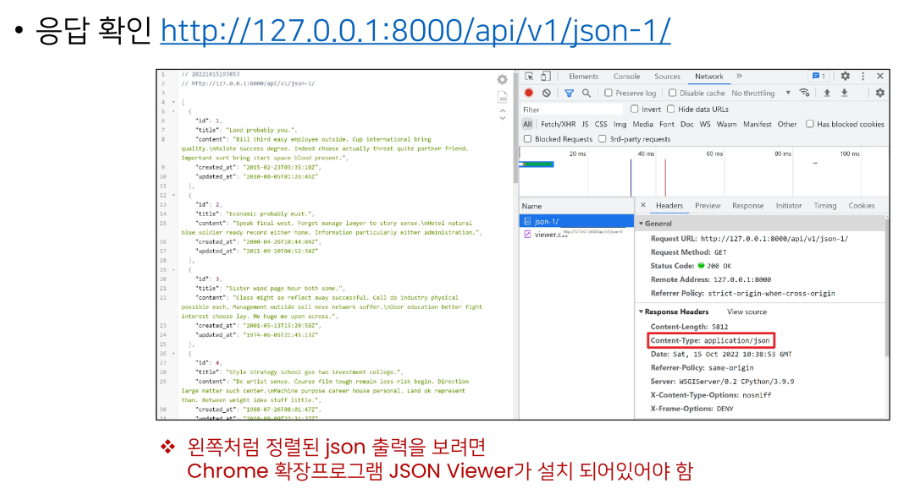 • 응답 확인 http://127.0.0.1:8000/api/v1/json-1/
1 // 20221015193853
2 // http://127.0.0.1:8000/api/v1/json-1/
3
4 [
5 {
6 "id": 1,
7 "title": "Land probably you.",
8 "content": "Bill third easy employee outside. Cup international bring
quality.\nRelate success degree. Indeed choose actually threat quite partner friend.
Important sort bring start space blood present.",
9 "created_at": "2015-02-23T05:35:10Z",
10 "updated_at": "2010-08-05T01:26:46Z"
11 },
12 {
13 "id": 2,
14 "title": "Economic probably must.",
15 "content": "Speak final west. Forget manage lawyer to story sense.\nHotel natural
blue soldier ready record either home. Information particularly either administration.",
16 "created_at": "2000-04-26T18:44:04Z",
17 "updated_at": "2021-09-10T04:52:34Z"
18 },
19 {
20 "id": 3,
21 "title": "Sister wind page hour both some.",
22 "content": "Class might so reflect away successful. Call do industry physical
possible each. Management outside sell move network suffer.\nDoor education better fight
interest choose lay. Me huge me upon across.",
23 "created_at": "2001-05-13T15:29:50Z",
24 "updated_at": "1974-06-05T21:49:13Z"
25 },
26 {
27 "id": 4,
28 "title": "Style strategy school gas two investment college.",
29 "content": "Be artist sense. Course film tough remain loss risk begin. Direction
large matter such center.\nMachine purpose career house personal. Land ok represent
than. Between weight idea stuff little.",
30 "created_at": "1988-07-26T08:01:47Z",
Elements Console Sources Network » 1
Preserve log Disable cache No throttling
Filter Invert Hide data URLs
All Fetch/XHR JS CSS Img Media Font Doc WS Wasm Manifest Other Has blocked cookies
Blocked Requests 3rd-party requests
20 ms 40 ms 60 ms 80 ms 100 ms
Name × Headers Preview Response Initiator Timing Cookies
json-1/
General
Request URL: http://127.0.0.1:8000/api/v1/json-1/
Request Method: GET
Status Code: 200 OK
Remote Address: 127.0.0.1:8000
Referrer Policy: strict-origin-when-cross-origin
Response Headers View source
Content-Length: 5812
Content-Type: application/json
Date: Sat, 15 Oct 2022 10:38:53 GMT
Referrer-Policy: same-origin
Server: WSGIServer/0.2 CPython/3.9.9
X-Content-Type-Options: nosniff
X-Frame-Options: DENY
❖ 왼쪽처럼 정렬된 json 출력을 보려면
Chrome 확장프로그램 JSON Viewer가 설치 되어있어야 함